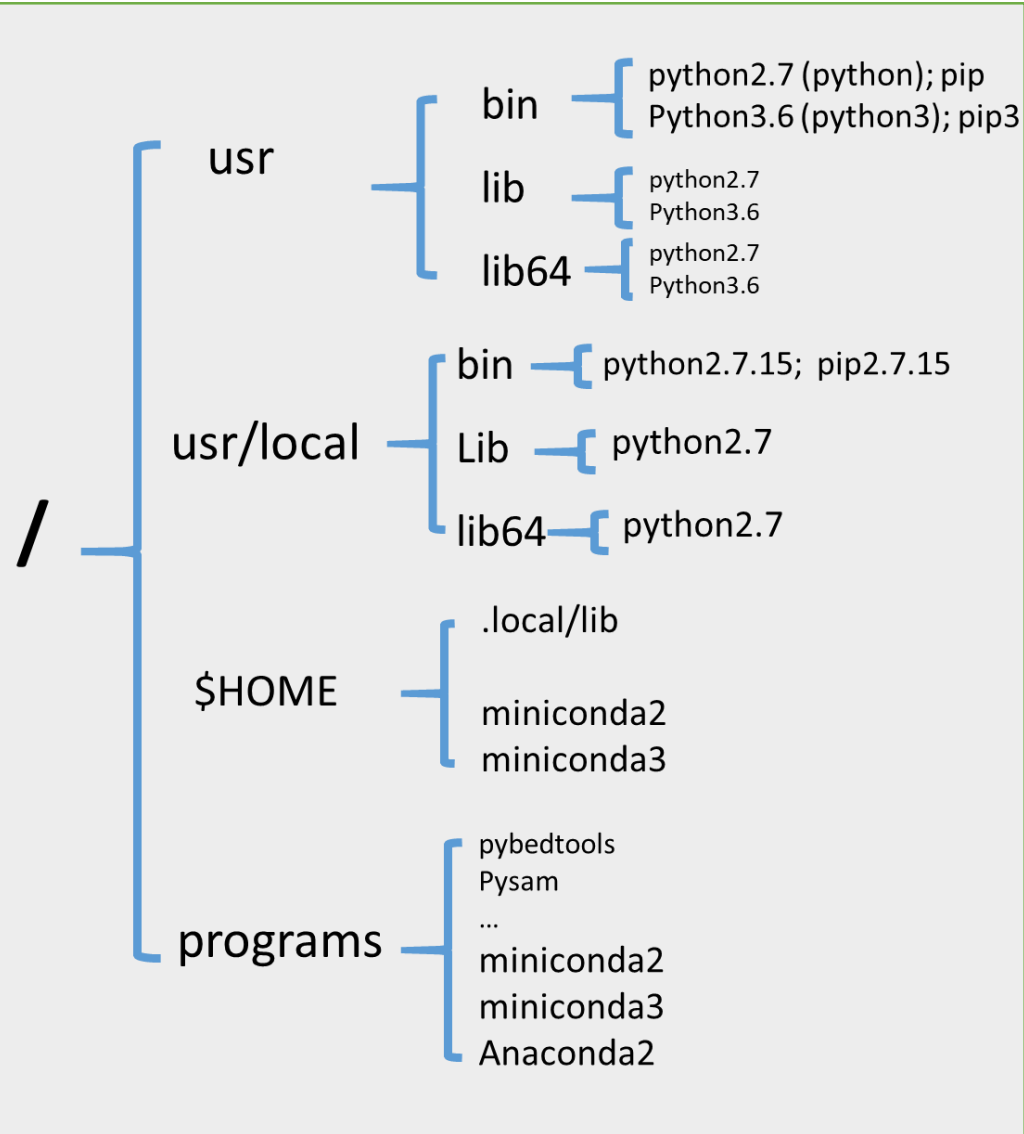 /
usr
bin
python2.7 (python); pip
Python3.6 (python3); pip3
lib
python2.7
Python3.6
lib64
python2.7
Python3.6
usr/local
bin
python2.7.15; pip2.7.15
Lib
python2.7
lib64
python2.7
$HOME
.local/lib
miniconda2
miniconda3
programs
pybedtools
Pysam
...
miniconda2
miniconda3
Anaconda2